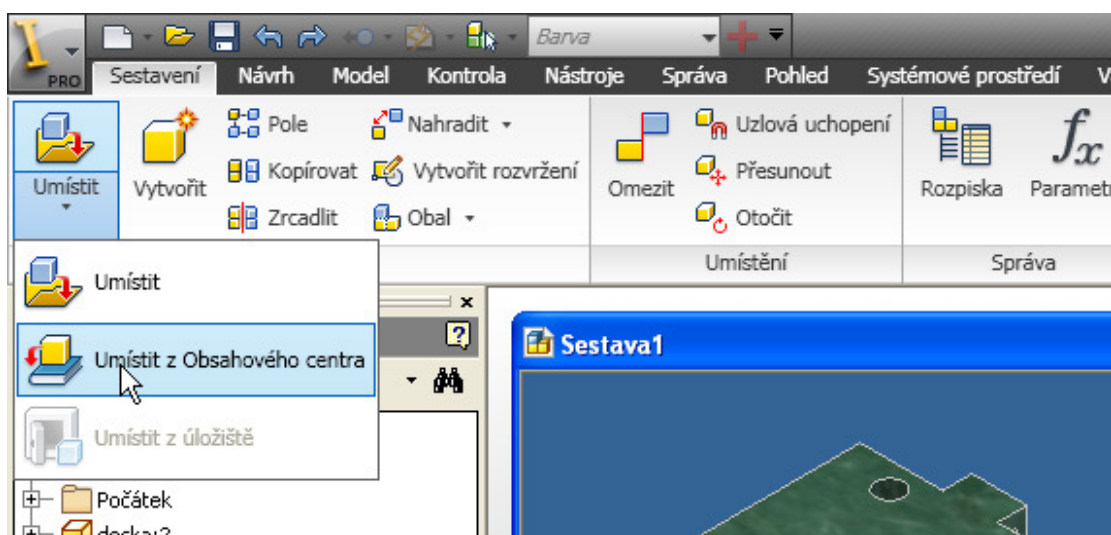 Barva
PRO
Sestavení Návrh Model Kontrola Nástroje Správa Pohled Systémové prostředí
Umístit
Vytvořit
Pole
Kopírovat
Zrcadlit
Nahradit
Vytvořit rozvržení
Obal
Omezit
Uzlová uchopení
Přesunout
Otočit
Rozpiska
fx
Umístění
Správa
Umístit
Umístit z Obsahového centra
Umístit z úložiště
Sestava1
Počátek